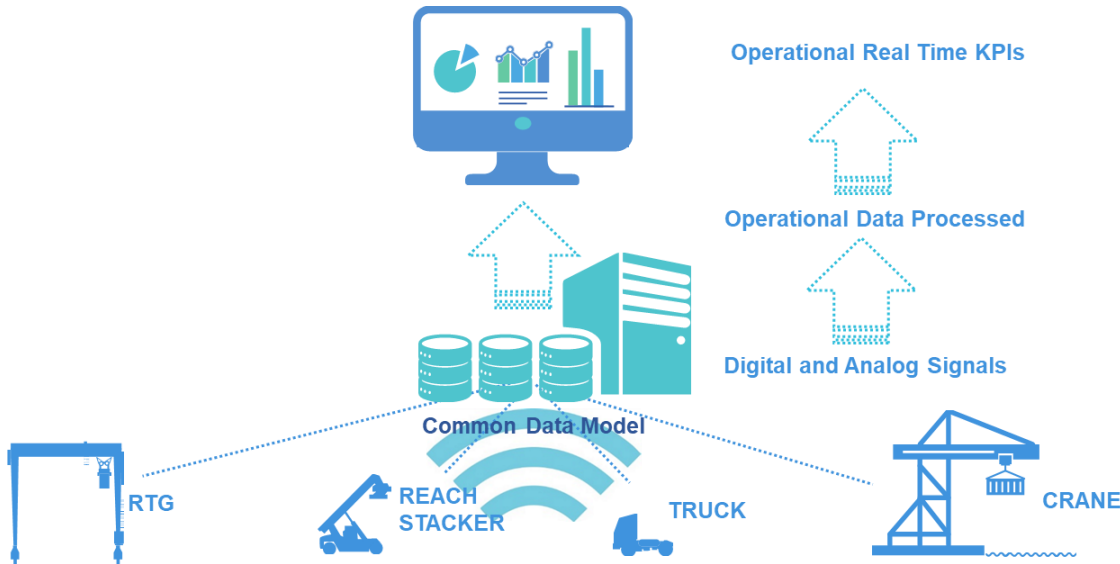 Operational Real Time KPIs
Operational Data Processed
Digital and Analog Signals
Common Data Model
RTG
REACH
STACKER
TRUCK
CRANE